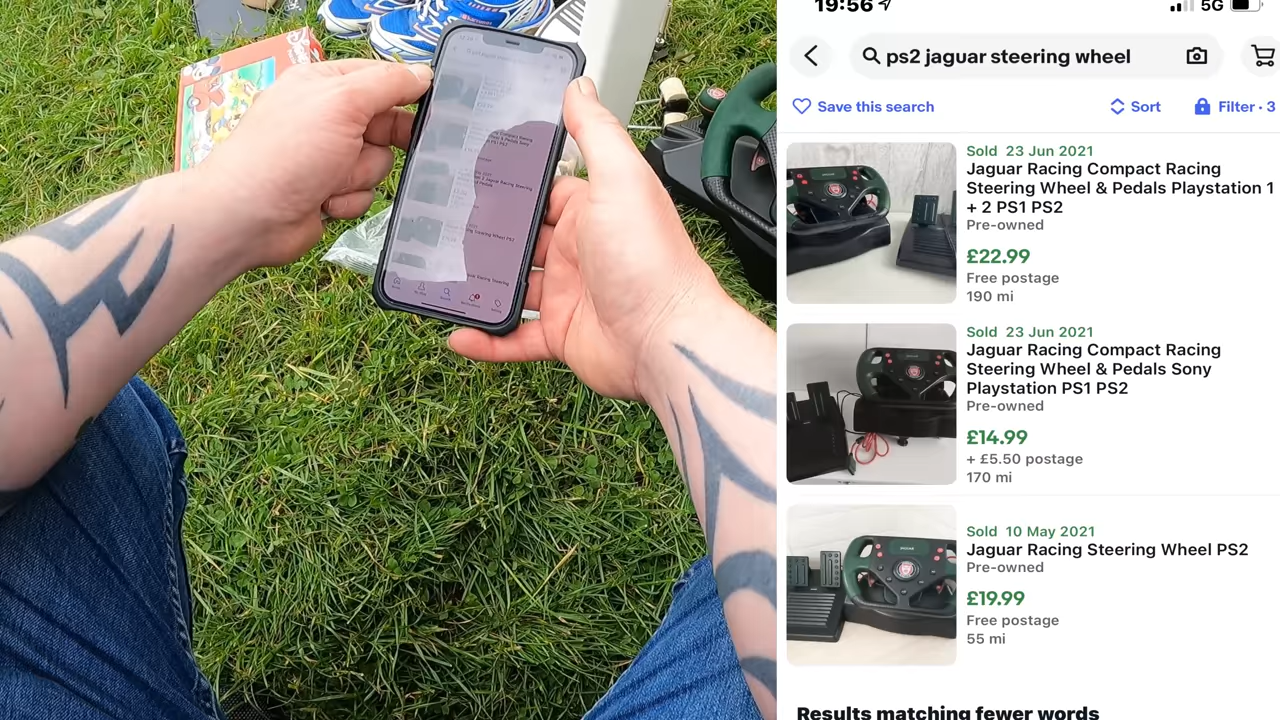 19:56
5G
ps2 jaguar steering wheel
Save this search
Sort
Filter · 3
Sold 23 Jun 2021
Jaguar Racing Compact Racing
Steering Wheel & Pedals Playstation 1
+ 2 PS1 PS2
Pre-owned
£22.99
Free postage
190 mi
Sold 23 Jun 2021
Jaguar Racing Compact Racing
Steering Wheel & Pedals Sony
Playstation PS1 PS2
Pre-owned
£14.99
+ £5.50 postage
170 mi
Sold 10 May 2021
Jaguar Racing Steering Wheel PS2
Pre-owned
£19.99
Free postage
55 mi
Results matching fewer words